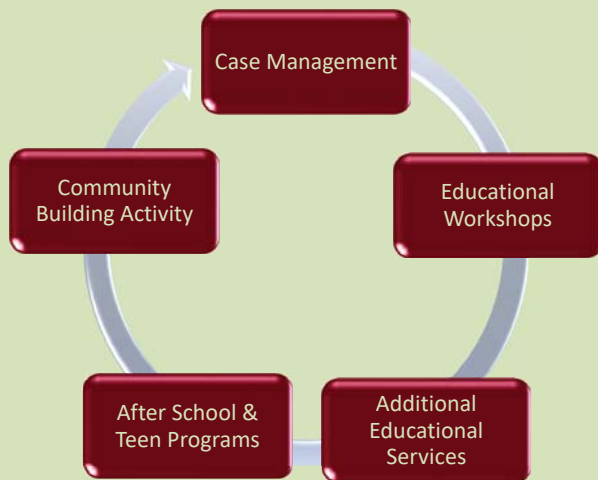 Case Management
Educational
Workshops
Additional
Educational
Services
After School &
Teen Programs
Community
Building Activity